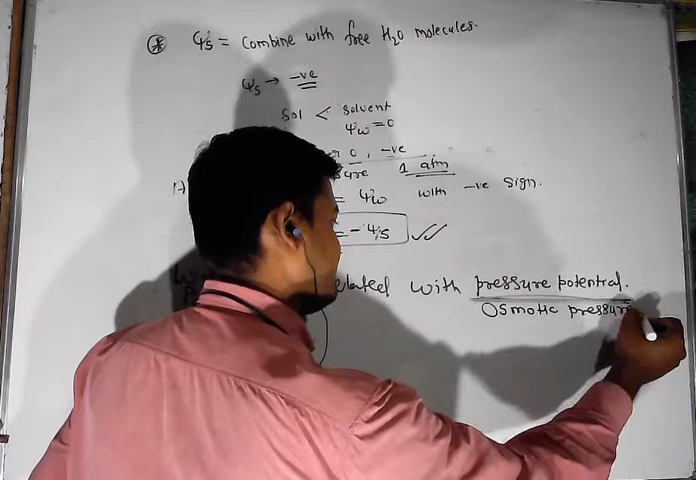 * Ψs = Combine with free H₂O molecules.
Ψs → -ve
Sol < solvent
Ψw = 0
0, -ve
1 atm
= Ψw with -ve sign.
= - Ψs
with pressure potential.
Osmotic pressure